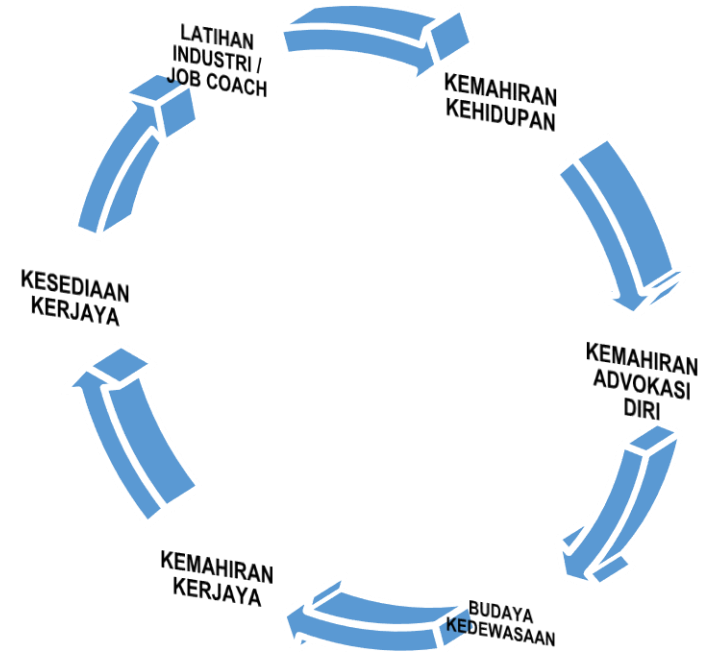 LATIHAN
INDUSTRI /
JOB COACH
KEMAHIRAN
KEHIDUPAN
KEMAHIRAN
ADVOKASI
DIRI
BUDAYA
KEDEWASAAN
KEMAHIRAN
KERJAYA
KESEDIAAN
KERJAYA